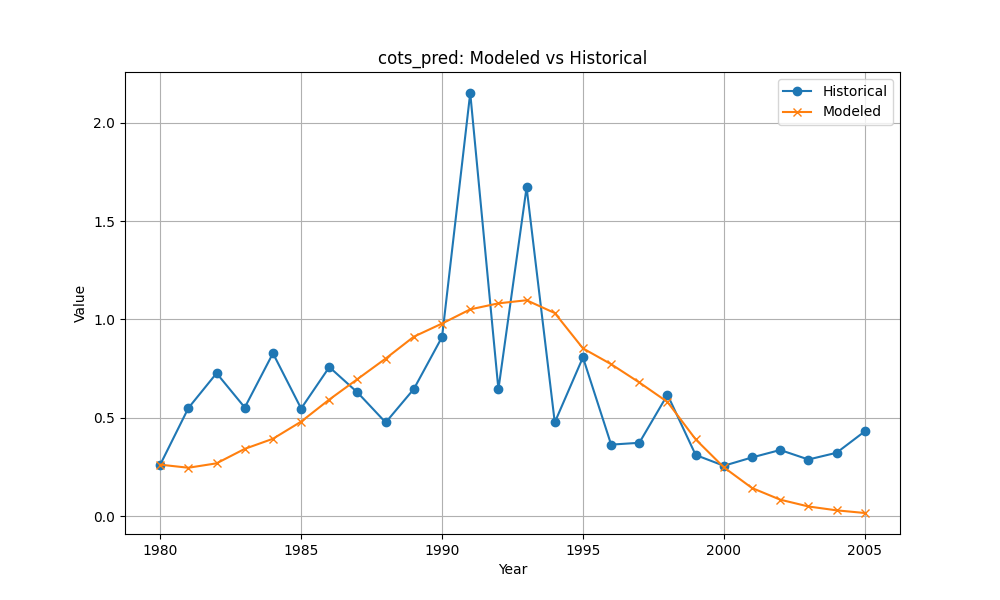 cots_pred: Modeled vs Historical
Historical
Modeled
Value
2.0
1.5
1.0
0.5
0.0
1980 1985 1990 1995 2000 2005
Year